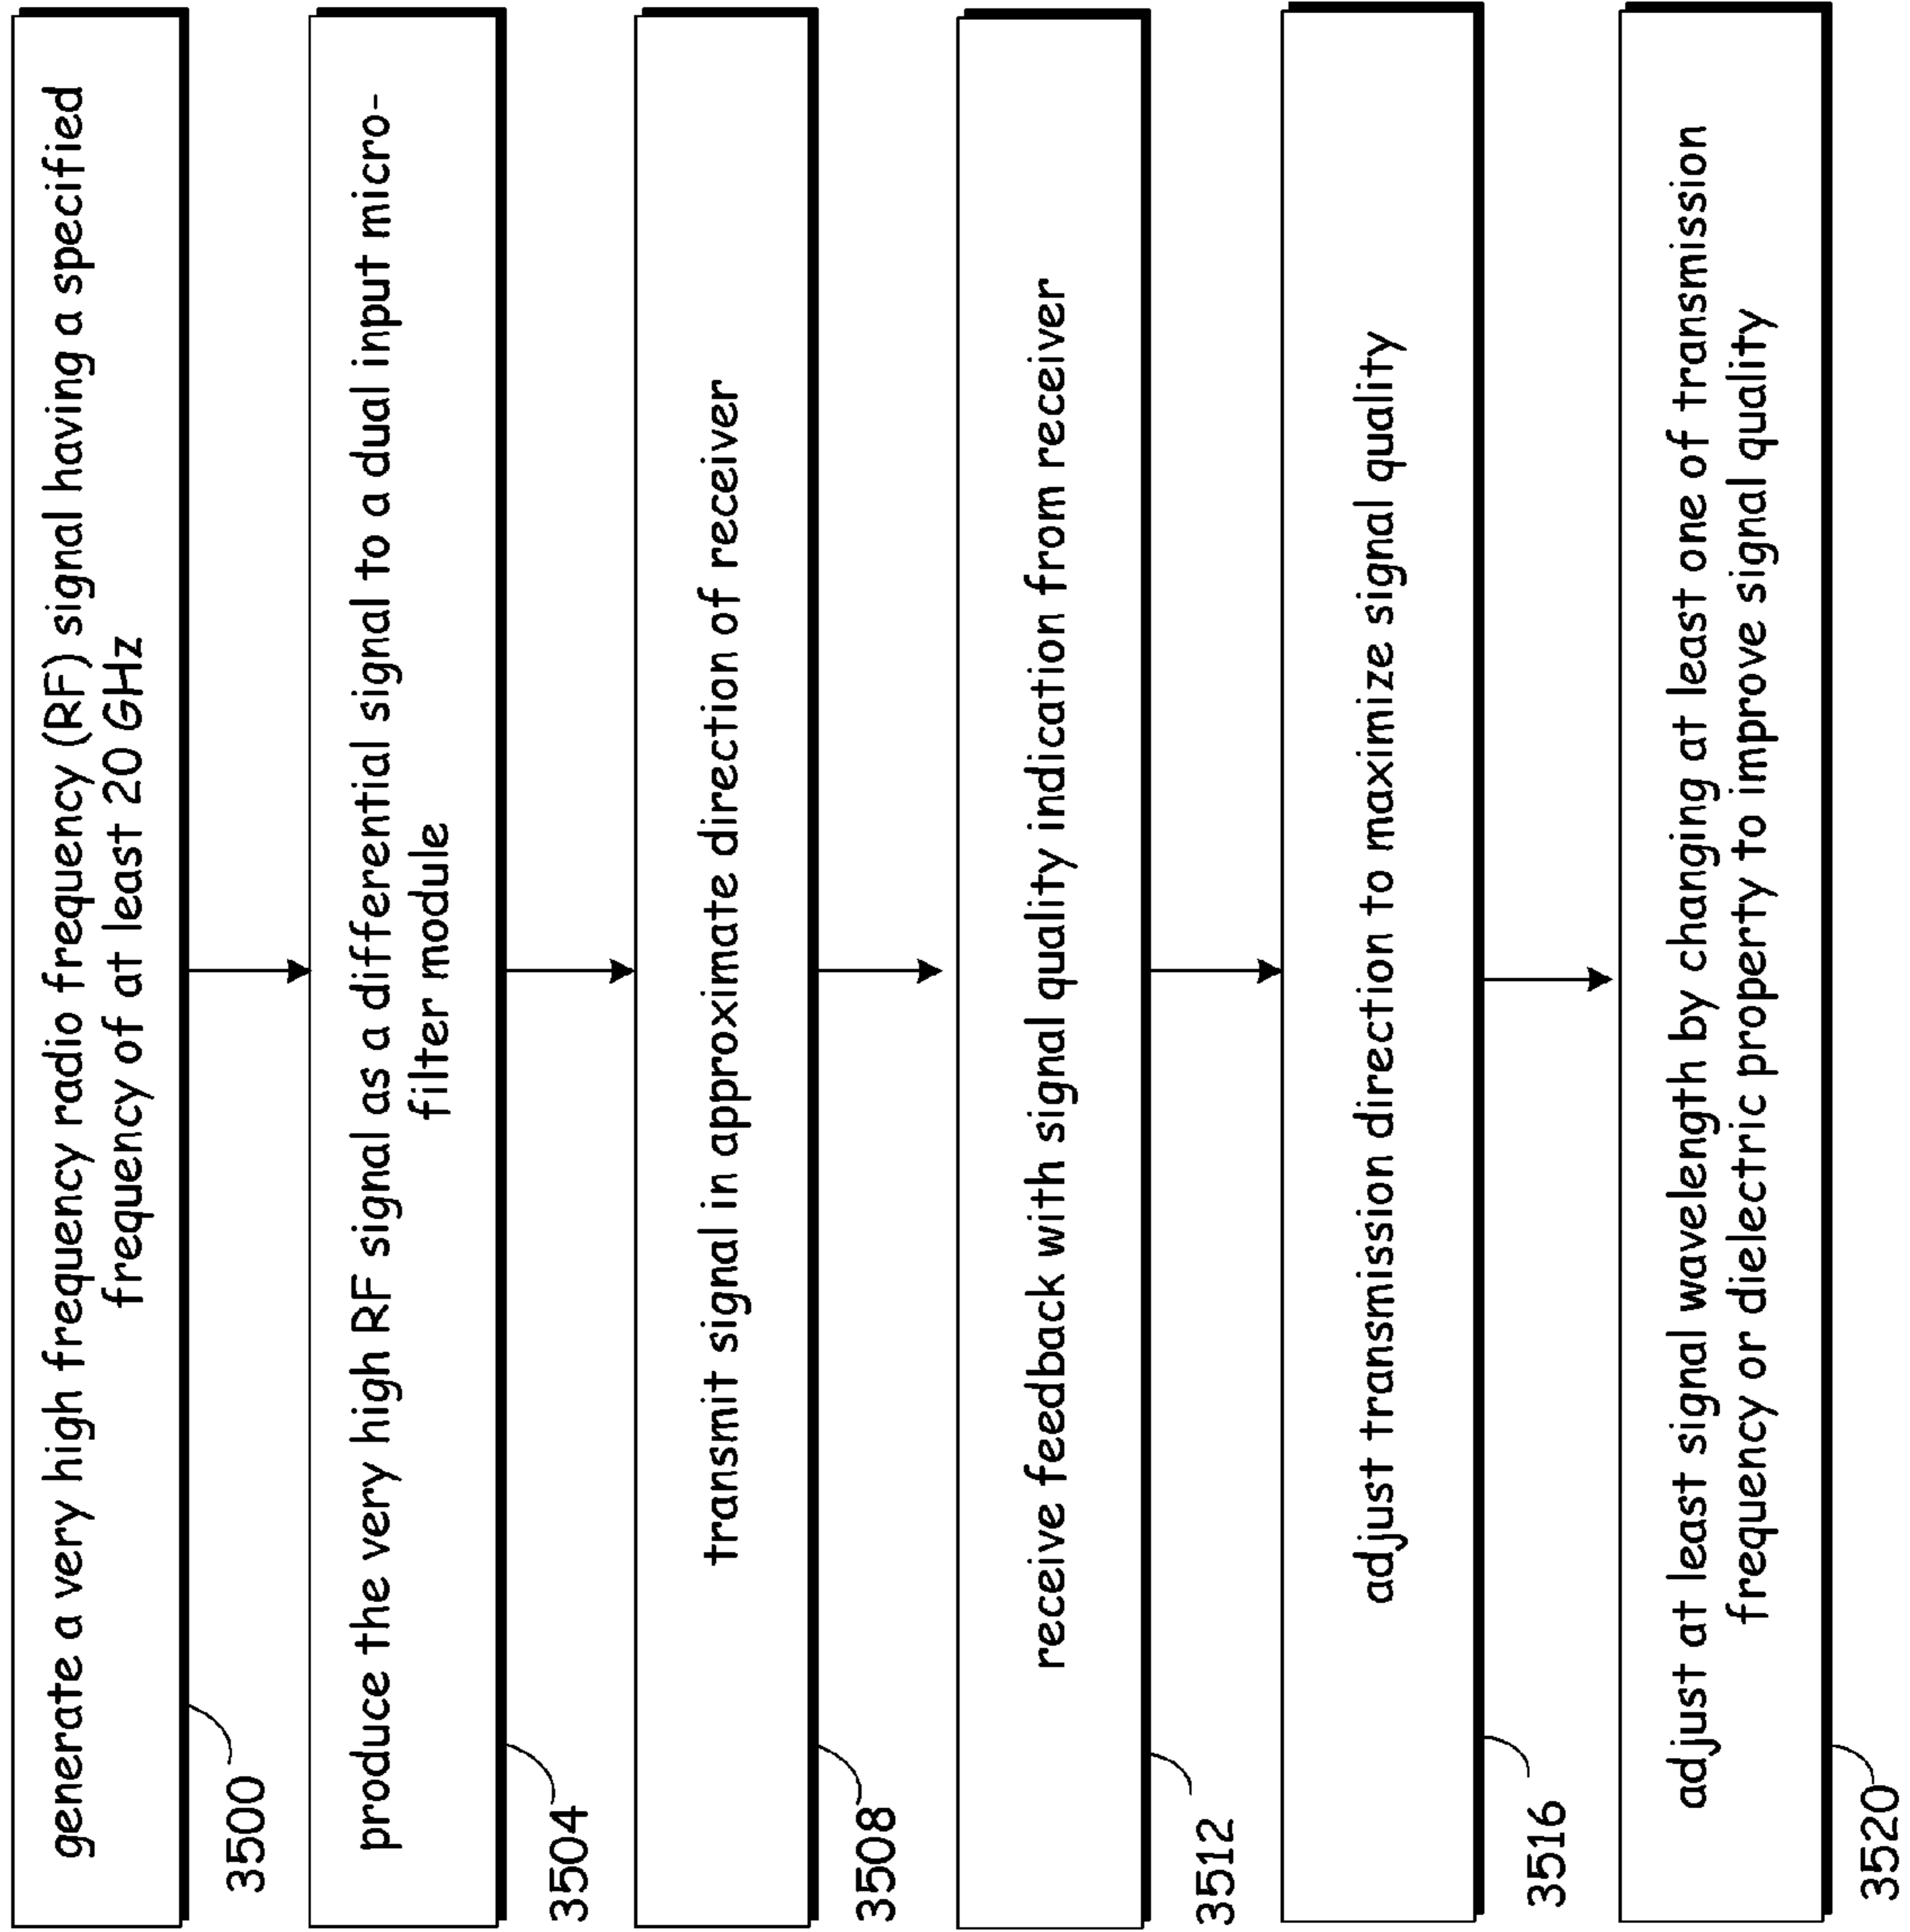 generate a very high frequency radio frequency (RF) signal having a specified
frequency of at least 20 GHz
3500
produce the very high RF signal as a differential signal to a dual input micro-
filter module
3504
transmit signal in approximate direction of receiver
3508
receive feedback with signal quality indication from receiver
3512
adjust transmission direction to maximize signal quality
3516
adjust at least signal wavelength by changing at least one of transmission
frequency or dielectric property to improve signal quality
3520